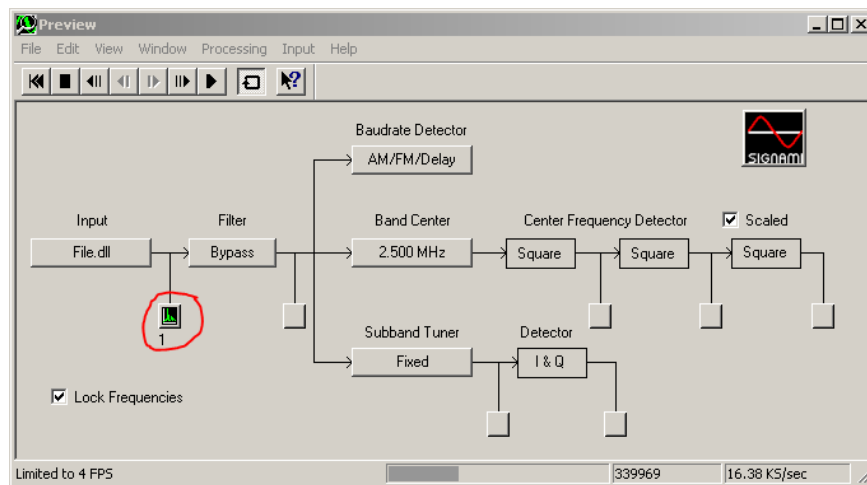 Preview
File Edit View Window Processing Input Help
Baudrate Detector
AM/FM/Delay
SIGNAMI
Input Filter Band Center Center Frequency Detector Scaled
File.dll Bypass 2.500 MHz Square Square Square
1
Subband Tuner Detector
Fixed I & Q
Lock Frequencies
Limited to 4 FPS 339969 16.38 KS/sec